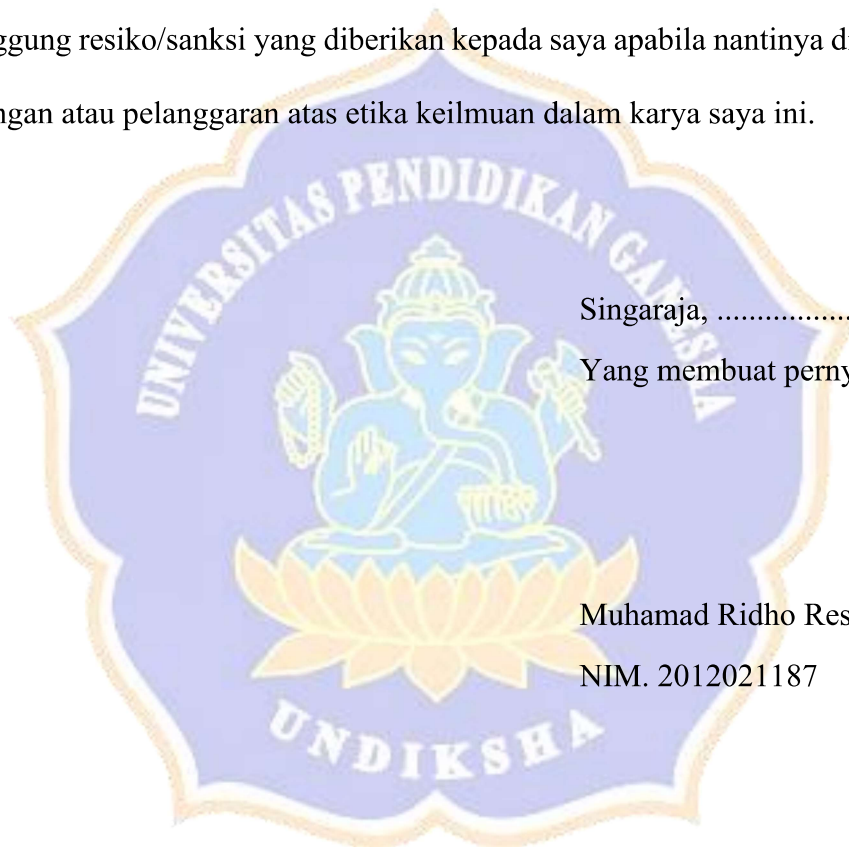 ggung resiko/sanksi yang diberikan kepada saya apabila nantinya di
ngan atau pelanggaran atas etika keilmuan dalam karya saya ini.
UNIVERSITAS PENDIDIKAN GANESHA
Singaraja, .................
Yang membuat perny
Muhamad Ridho Res
NIM. 2012021187
UNDIKSHA